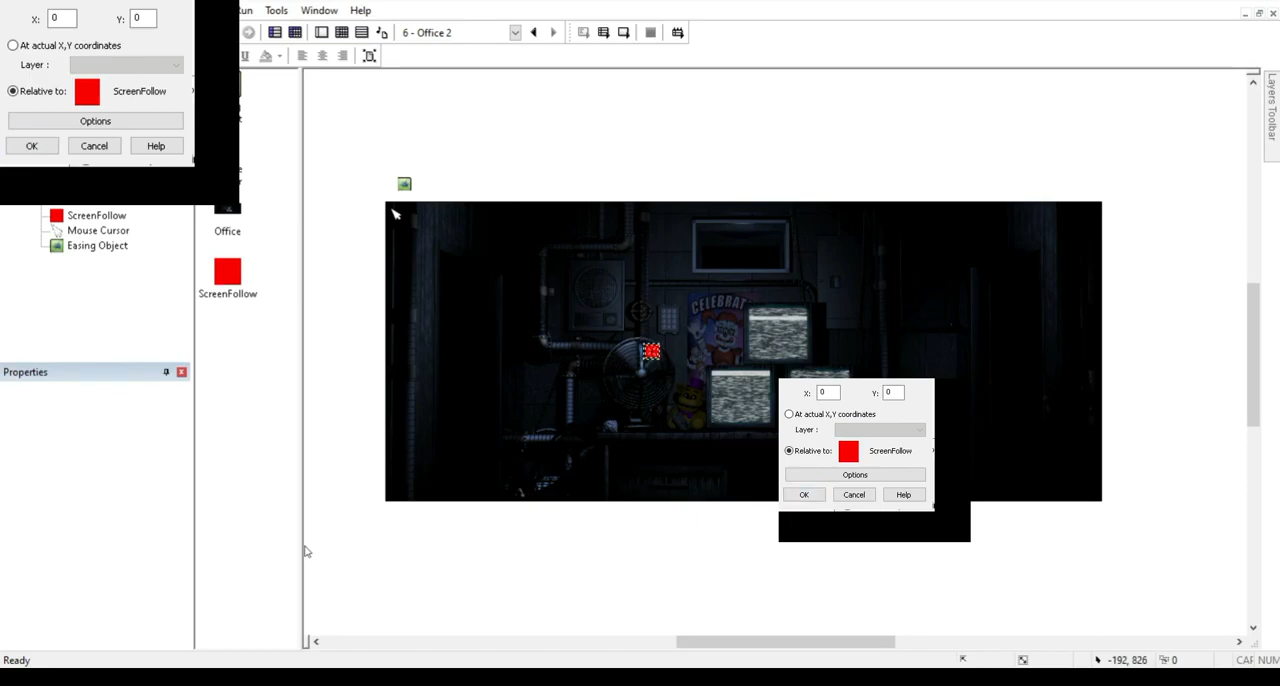 X: 0 Y: 0
At actual X,Y coordinates
Layer :
Relative to: ScreenFollow
Options
OK Cancel Help
Run Tools Window Help
6 - Office 2
U
ScreenFollow
Mouse Cursor
Easing Object
Office
ScreenFollow
Properties
Layers Toolbar
CELEBRAT
X: 0 Y: 0
At actual X,Y coordinates
Layer :
Relative to: ScreenFollow
Options
OK Cancel Help
Ready
-192, 826 0 CAP NUM